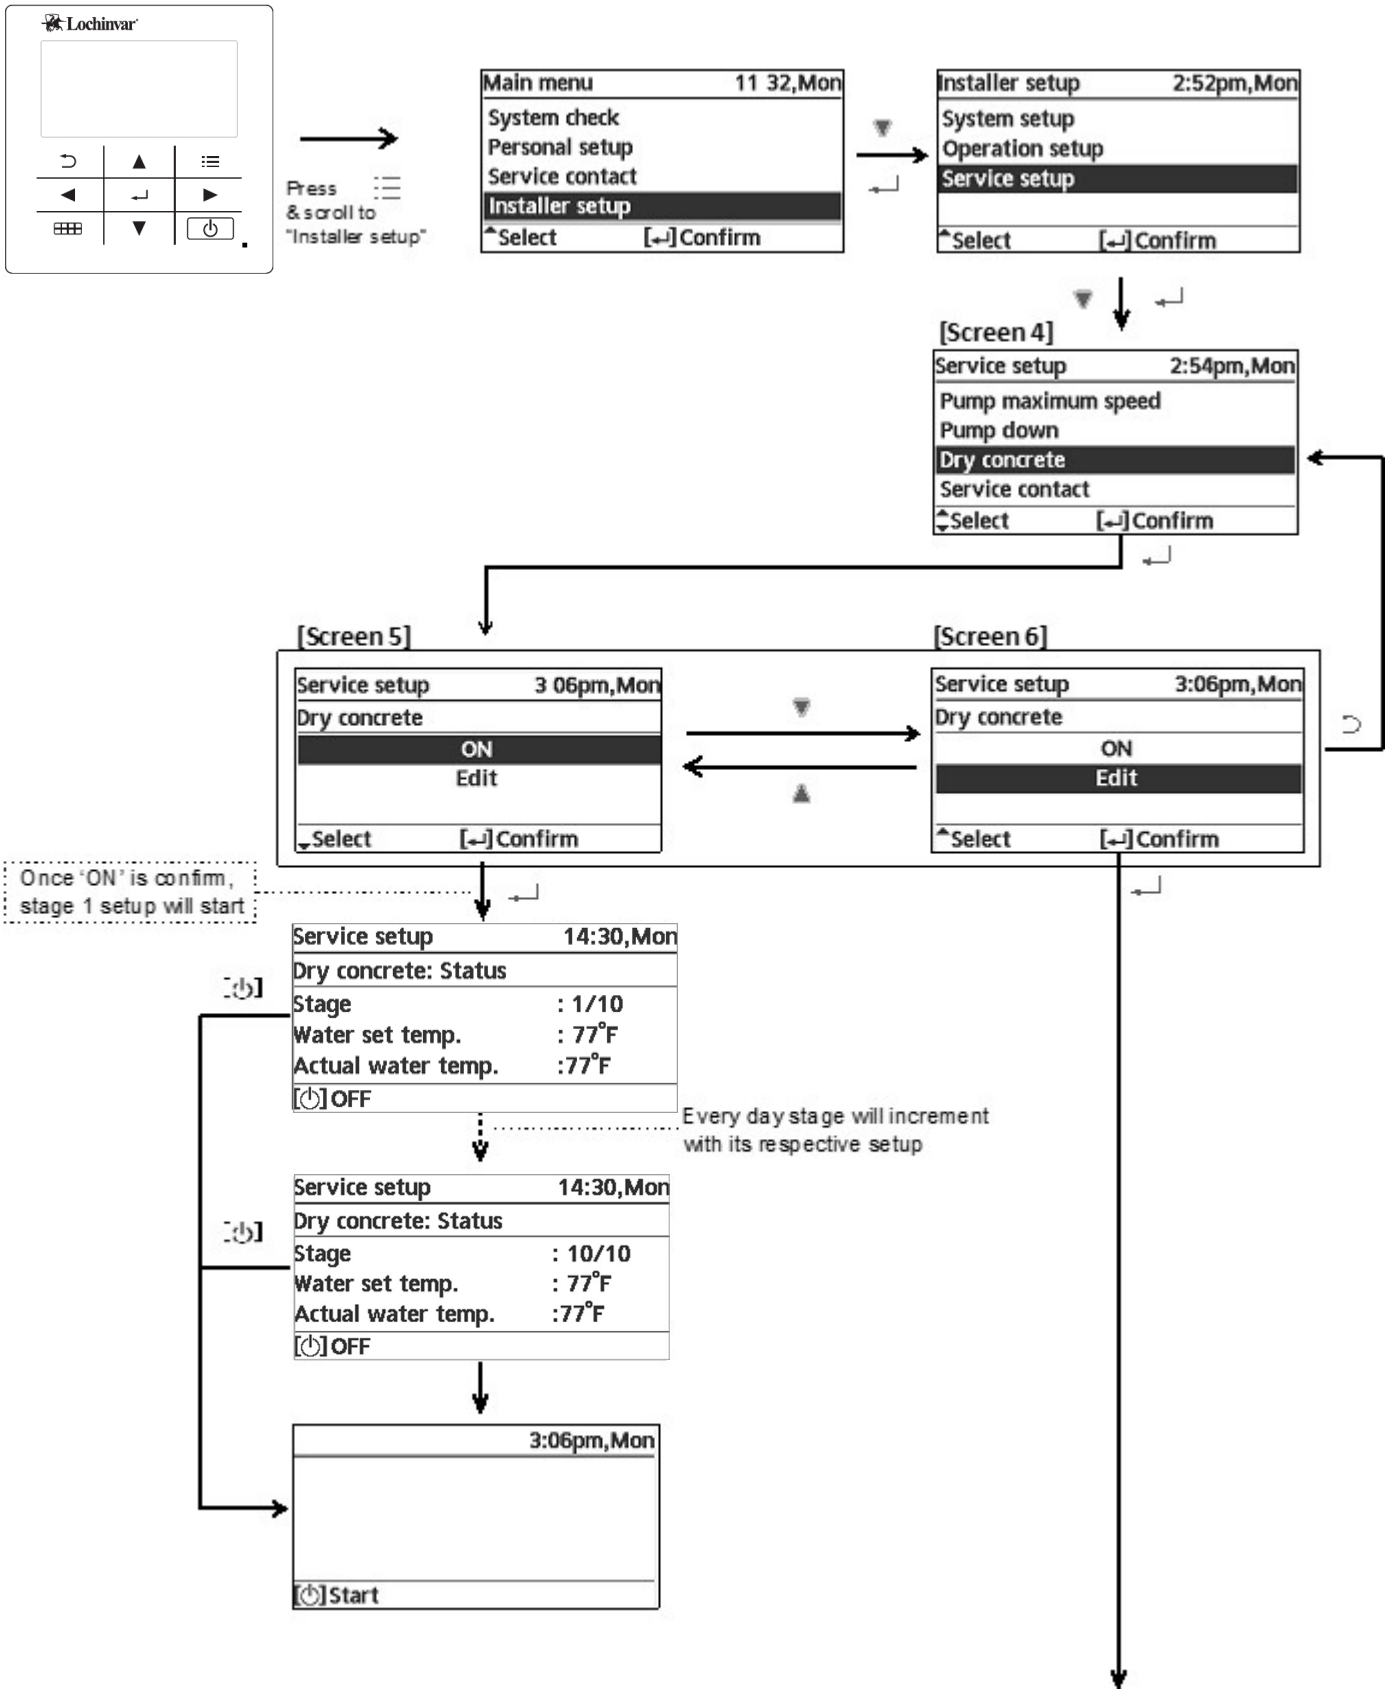 Lochinvar
Press
& scroll to
"Installer setup"
Main menu 11 32,Mon
System check
Personal setup
Service contact
Installer setup
Select [↵]Confirm
Installer setup 2:52pm,Mon
System setup
Operation setup
Service setup
Select [↵]Confirm
[Screen 4]
Service setup 2:54pm,Mon
Pump maximum speed
Pump down
Dry concrete
Service contact
Select [↵]Confirm
[Screen 5]
Service setup 3 06pm,Mon
Dry concrete
ON
Edit
Select [↵]Confirm
[Screen 6]
Service setup 3:06pm,Mon
Dry concrete
ON
Edit
Select [↵]Confirm
Once 'ON' is confirm,
stage 1 setup will start
Service setup 14:30,Mon
Dry concrete: Status
Stage : 1/10
Water set temp. : 77°F
Actual water temp. :77°F
[⏻]OFF
[⏻]
Every day stage will increment
with its respective setup
Service setup 14:30,Mon
Dry concrete: Status
Stage : 10/10
Water set temp. : 77°F
Actual water temp. :77°F
[⏻]OFF
[⏻]
3:06pm,Mon
[⏻]Start